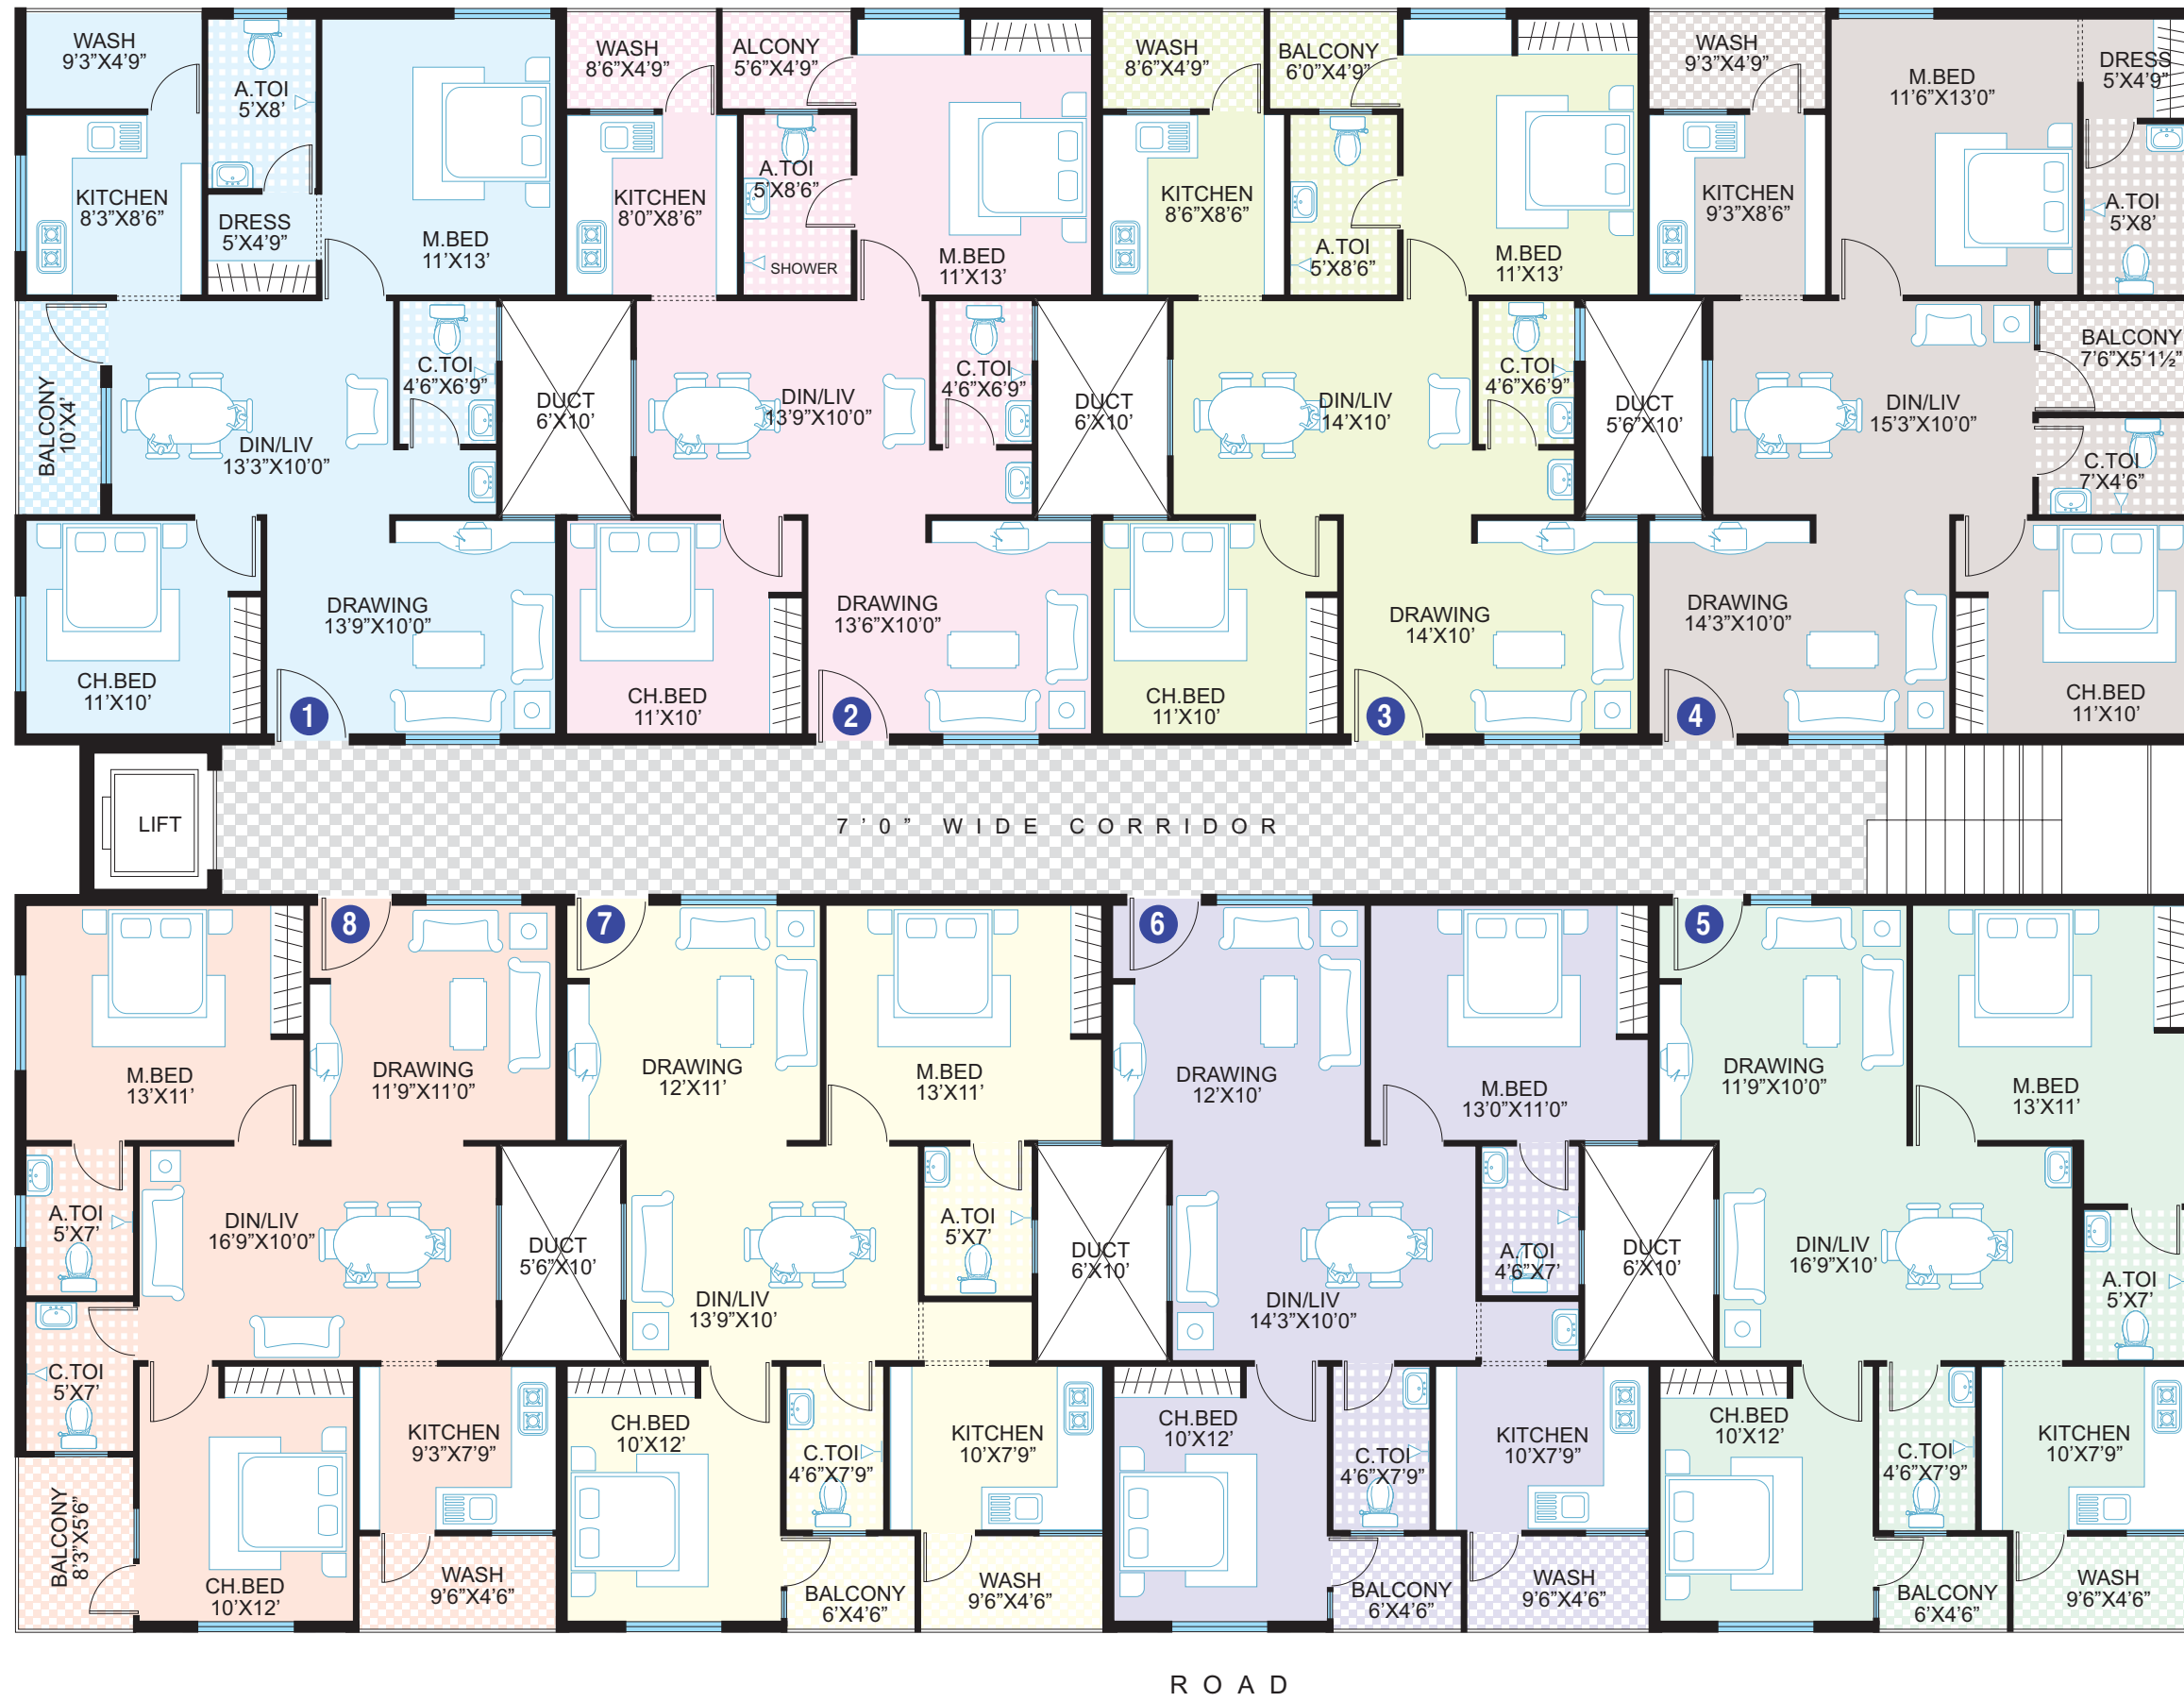 WASH
9'3"X4'9"
A.TOI
5'X8'
KITCHEN
8'3"X8'6"
DRESS
5'X4'9"
M.BED
11'X13'
BALCONY
10'X4'
DIN/LIV
13'3"X10'0"
C.TOI
4'6"X6'9"
DUCT
6'X10'
CH.BED
11'X10'
DRAWING
13'9"X10'0"
1
WASH
8'6"X4'9"
ALCONY
5'6"X4'9"
KITCHEN
8'0"X8'6"
A.TOI
5'X8'6"
SHOWER
M.BED
11'X13'
DIN/LIV
13'9"X10'0"
C.TOI
4'6"X6'9"
DUCT
6'X10'
CH.BED
11'X10'
DRAWING
13'6"X10'0"
2
WASH
8'6"X4'9"
BALCONY
6'0"X4'9"
KITCHEN
8'6"X8'6"
A.TOI
5'X8'6"
M.BED
11'X13'
DIN/LIV
14'X10'
C.TOI
4'6"X6'9"
DUCT
5'6"X10'
CH.BED
11'X10'
DRAWING
14'X10'
3
WASH
9'3"X4'9"
M.BED
11'6"X13'0"
DRESS
5'X4'9"
KITCHEN
9'3"X8'6"
A.TOI
5'X8'
BALCONY
7'6"X5'1½"
DIN/LIV
15'3"X10'0"
C.TOI
7'X4'6"
DRAWING
14'3"X10'0"
CH.BED
11'X10'
4
LIFT
7'0" WIDE CORRIDOR
8
M.BED
13'X11'
DRAWING
11'9"X11'0"
A.TOI
5'X7'
DIN/LIV
16'9"X10'0"
DUCT
5'6"X10'
C.TOI
5'X7'
KITCHEN
9'3"X7'9"
BALCONY
8'3"X5'6"
CH.BED
10'X12'
WASH
9'6"X4'6"
7
DRAWING
12'X11'
M.BED
13'X11'
A.TOI
5'X7'
DUCT
6'X10'
DIN/LIV
13'9"X10'
CH.BED
10'X12'
C.TOI
4'6"X7'9"
KITCHEN
10'X7'9"
BALCONY
6'X4'6"
WASH
9'6"X4'6"
6
DRAWING
12'X10'
M.BED
13'0"X11'0"
A.TOI
4'6"X7'
DUCT
6'X10'
DIN/LIV
14'3"X10'0"
CH.BED
10'X12'
C.TOI
4'6"X7'9"
KITCHEN
10'X7'9"
BALCONY
6'X4'6"
WASH
9'6"X4'6"
5
DRAWING
11'9"X10'0"
M.BED
13'X11'
DIN/LIV
16'9"X10'
A.TOI
5'X7'
CH.BED
10'X12'
C.TOI
4'6"X7'9"
KITCHEN
10'X7'9"
BALCONY
6'X4'6"
WASH
9'6"X4'6"
ROAD